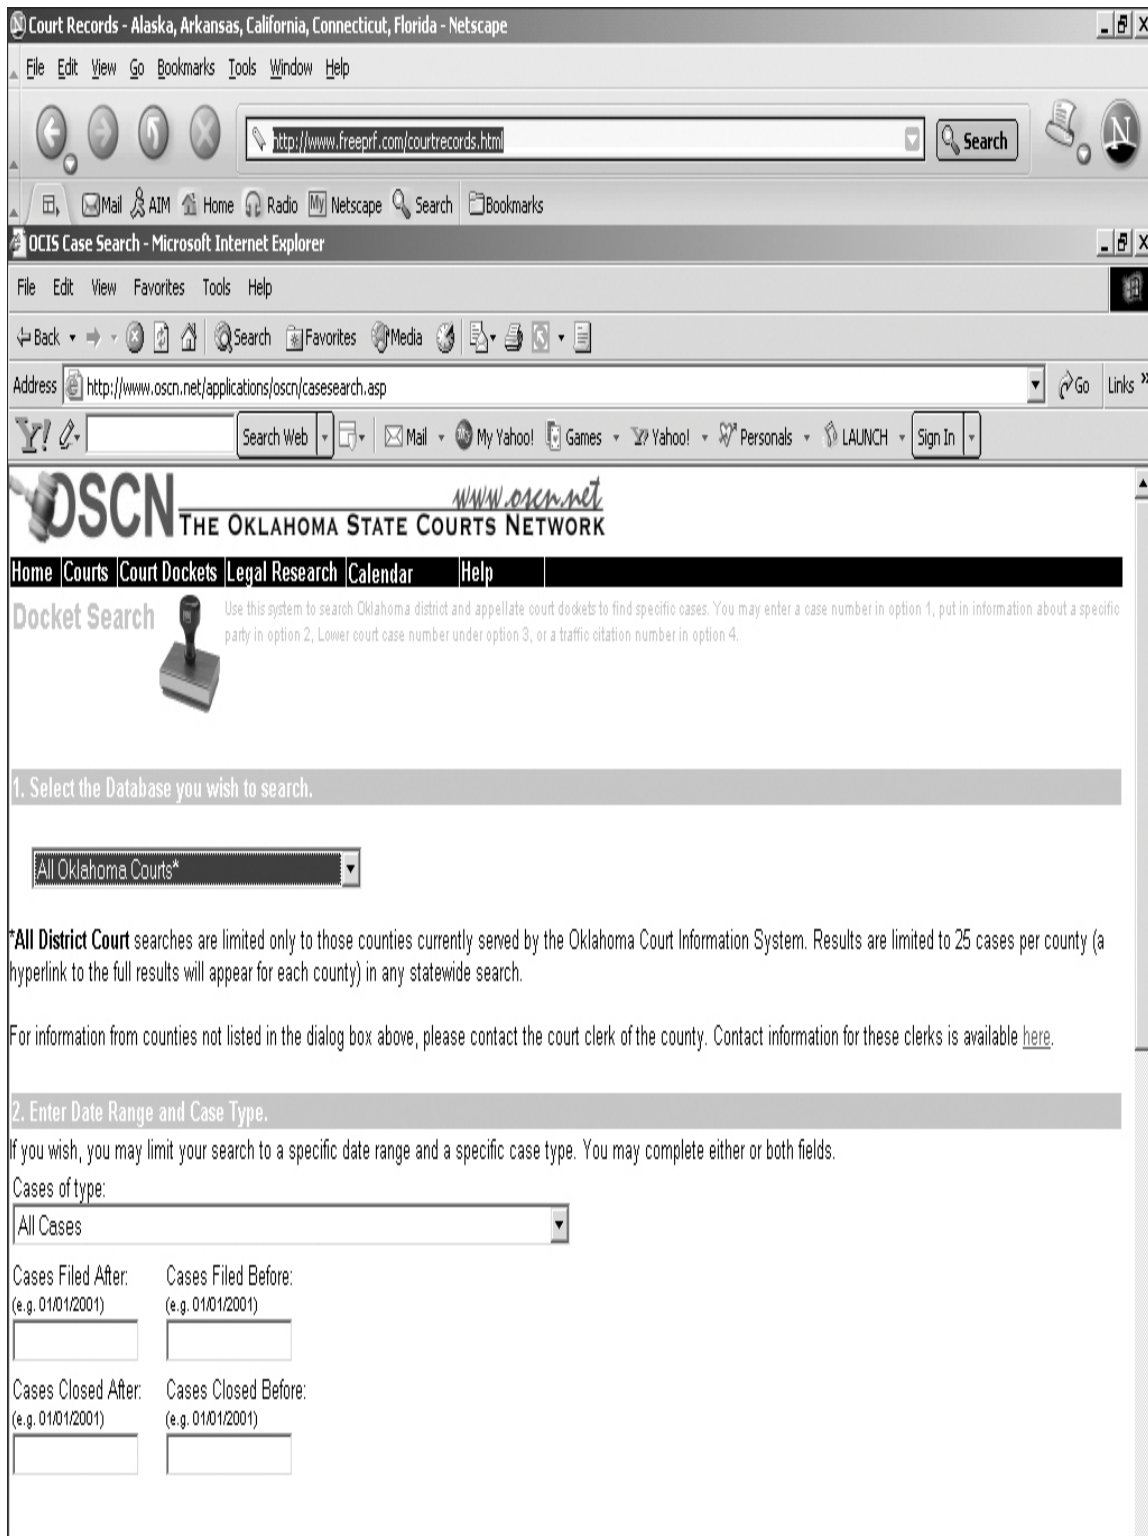 Court Records - Alaska, Arkansas, California, Connecticut, Florida - Netscape
File Edit View Go Bookmarks Tools Window Help
http://www.freeprf.com/courtrecords.html Search N
Mail AIM Home Radio My Netscape Search Bookmarks
OCIS Case Search - Microsoft Internet Explorer
File Edit View Favorites Tools Help
Back Search Favorites Media
Address http://www.oscn.net/applications/oscn/casesearch.asp Go Links »
Y! Search Web Mail My Yahoo! Games Yahoo! Personals LAUNCH Sign In
OSCN www.oscn.net
THE OKLAHOMA STATE COURTS NETWORK
Home Courts Court Dockets Legal Research Calendar Help
Docket Search
Use this system to search Oklahoma district and appellate court dockets to find specific cases. You may enter a case number in option 1, put in information about a specific
party in option 2, Lower court case number under option 3, or a traffic citation number in option 4.
1. Select the Database you wish to search.
All Oklahoma Courts*
*All District Court searches are limited only to those counties currently served by the Oklahoma Court Information System. Results are limited to 25 cases per county (a
hyperlink to the full results will appear for each county) in any statewide search.
For information from counties not listed in the dialog box above, please contact the court clerk of the county. Contact information for these clerks is available here.
2. Enter Date Range and Case Type.
If you wish, you may limit your search to a specific date range and a specific case type. You may complete either or both fields.
Cases of type:
All Cases
Cases Filed After: Cases Filed Before:
(e.g. 01/01/2001) (e.g. 01/01/2001)
Cases Closed After: Cases Closed Before:
(e.g. 01/01/2001) (e.g. 01/01/2001)